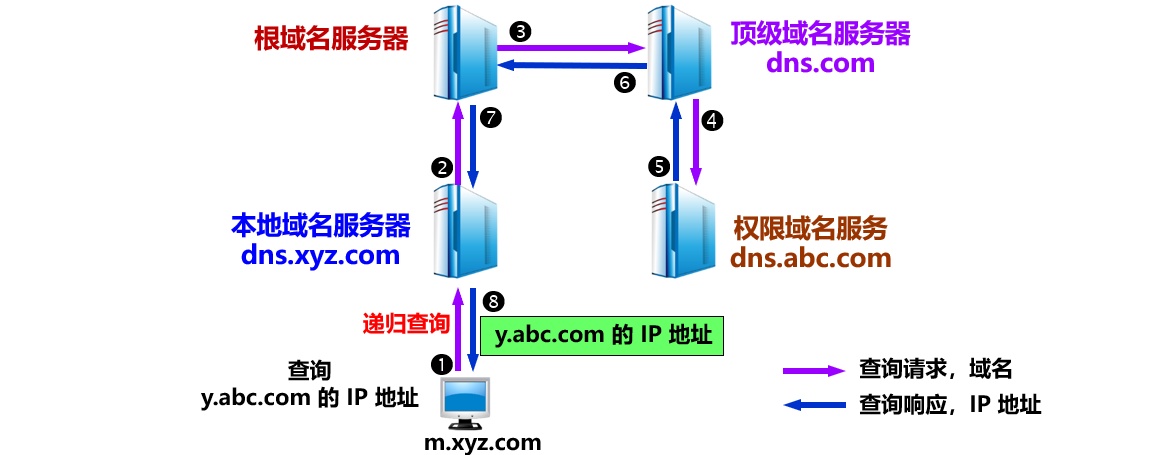 根域名服务器
❸
顶级域名服务器
dns.com
❻
❼
❹
❷
❺
本地域名服务器
dns.xyz.com
权限域名服务
dns.abc.com
❽
递归查询
y.abc.com 的 IP 地址
❶
查询
y.abc.com 的 IP 地址
m.xyz.com
查询请求，域名
查询响应，IP 地址